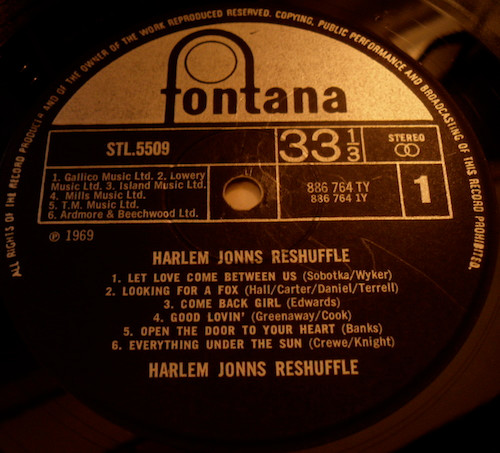 AND OF THE OWNER OF THE WORK REPRODUCED RESERVED. COPYING, PUBLIC PERFORMANCE AND BROADCASTING OF THIS RECORD PROHIBITED.
ALL RIGHTS OF THE RECORD PRODUCER
fontana
STL.5509
33 1/3
STEREO
1. Gallico Music Ltd. 2. Lowery
Music Ltd. 3. Island Music Ltd.
4. Mills Music Ltd.
5. T.M. Music Ltd.
6. Ardmore & Beechwood Ltd.
886 764 TY
886 764 1Y
1
℗ 1969
HARLEM JONNS RESHUFFLE
1. LET LOVE COME BETWEEN US (Sobotka/Wyker)
2. LOOKING FOR A FOX (Hall/Carter/Daniel/Terrell)
3. COME BACK GIRL (Edwards)
4. GOOD LOVIN' (Greenaway/Cook)
5. OPEN THE DOOR TO YOUR HEART (Banks)
6. EVERYTHING UNDER THE SUN (Crewe/Knight)
HARLEM JONNS RESHUFFLE